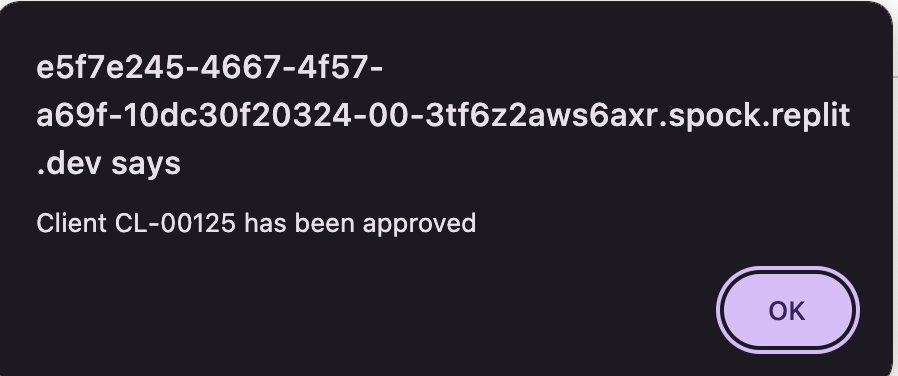 e5f7e245-4667-4f57-
a69f-10dc30f20324-00-3tf6z2aws6axr.spock.replit
.dev says
Client CL-00125 has been approved
OK